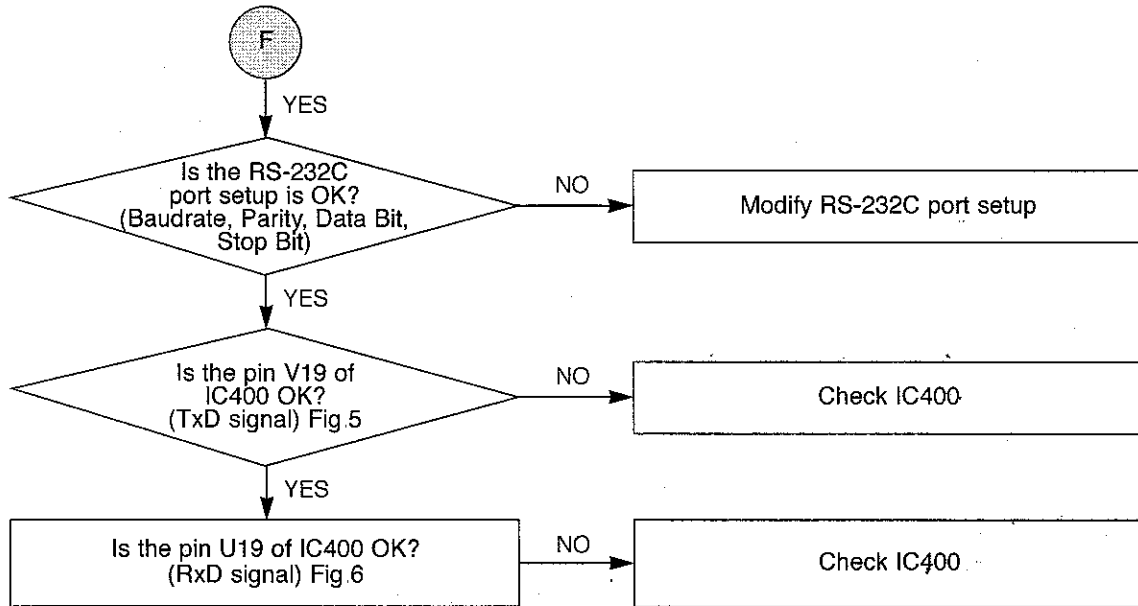 F
YES
Is the RS-232C
port setup is OK?
(Baudrate, Parity, Data Bit,
Stop Bit)
NO
Modify RS-232C port setup
YES
Is the pin V19 of
IC400 OK?
(TxD signal) Fig.5
NO
Check IC400
YES
Is the pin U19 of IC400 OK?
(RxD signal) Fig.6
NO
Check IC400